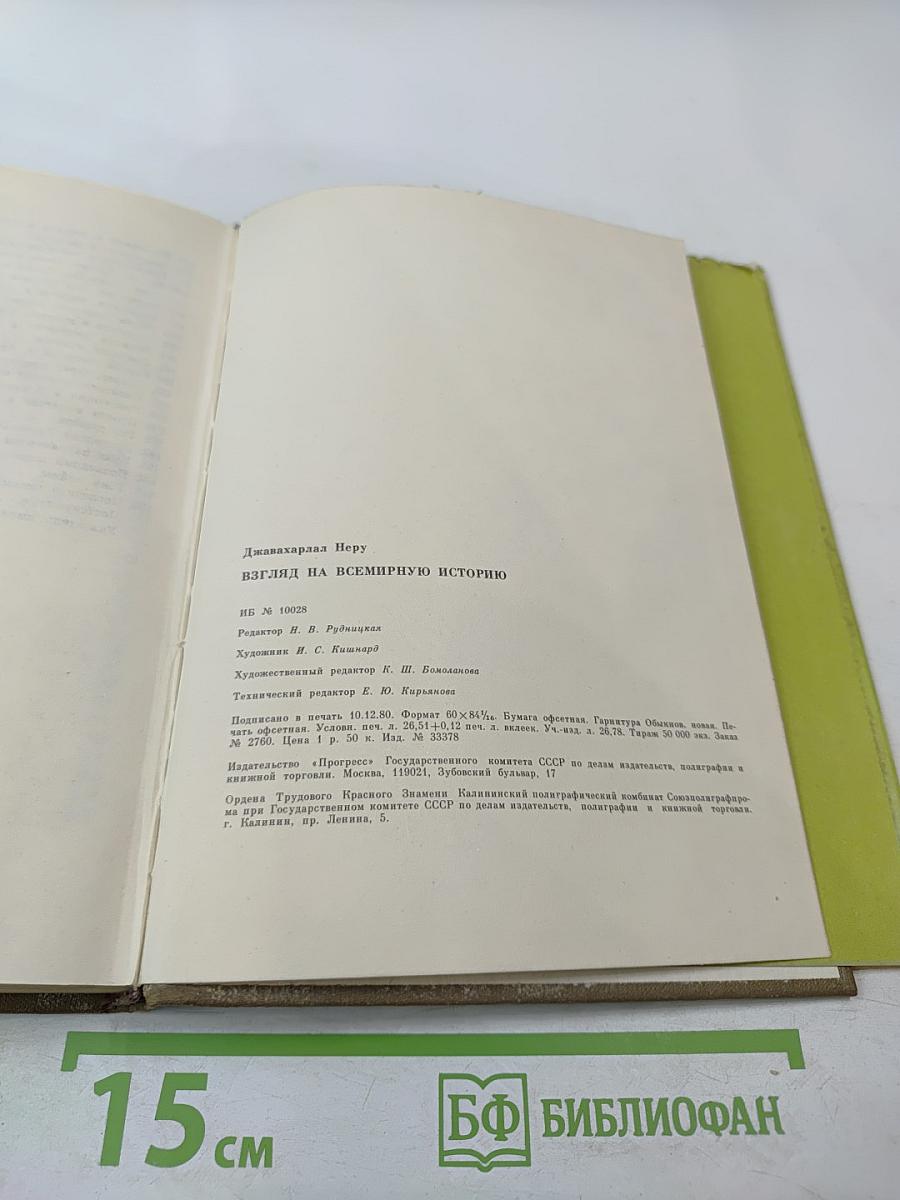 Джавахарлал Неру
ВЗГЛЯД НА ВСЕМИРНУЮ ИСТОРИЮ
ИБ № 10028
Редактор Н. В. Рудницкая
Художник И. С. Кишнард
Художественный редактор К. Ш. Бомоланова
Технический редактор Е. Ю. Кирьянова
Подписано в печать 10.12.80. Формат 60×84¹/₁₆. Бумага офсетная. Гарнитура Обыкнов. новая. Пе-
чать офсетная. Условн. печ. л. 26,51+0,12 печ. л. вклеек. Уч.-изд. л. 26,78. Тираж 50 000 экз. Заказ
№ 2760. Цена 1 р. 50 к. Изд. № 33378
Издательство «Прогресс» Государственного комитета СССР по делам издательств, полиграфии и
книжной торговли. Москва, 119021, Зубовский бульвар, 17
Ордена Трудового Красного Знамени Калининский полиграфический комбинат Союзполиграфпро-
ма при Государственном комитете СССР по делам издательств, полиграфии и книжной торговли.
г. Калинин, пр. Ленина, 5.
15 см
БФ БИБЛИОФАН